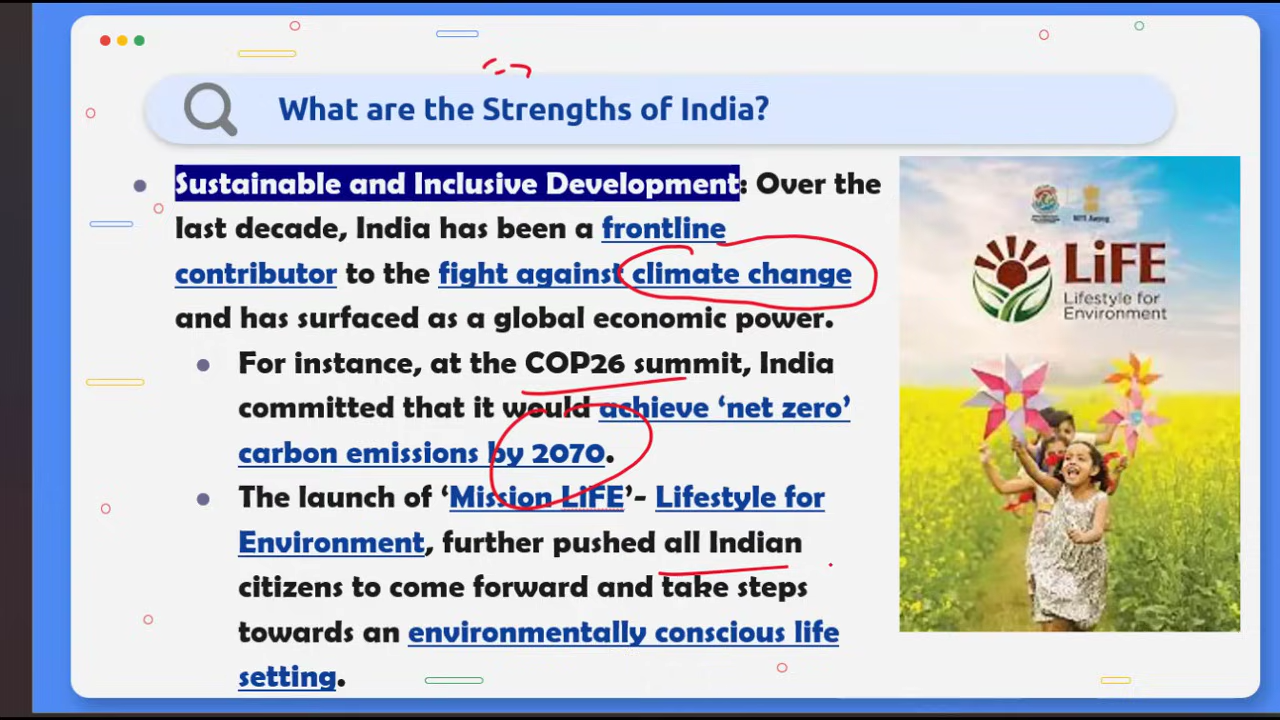 What are the Strengths of India?
Sustainable and Inclusive Development: Over the
last decade, India has been a frontline
contributor to the fight against climate change
and has surfaced as a global economic power.
For instance, at the COP26 summit, India
committed that it would achieve ‘net zero’
carbon emissions by 2070.
The launch of ‘Mission LiFE’- Lifestyle for
Environment, further pushed all Indian
citizens to come forward and take steps
towards an environmentally conscious life
setting.
LiFE
Lifestyle for
Environment